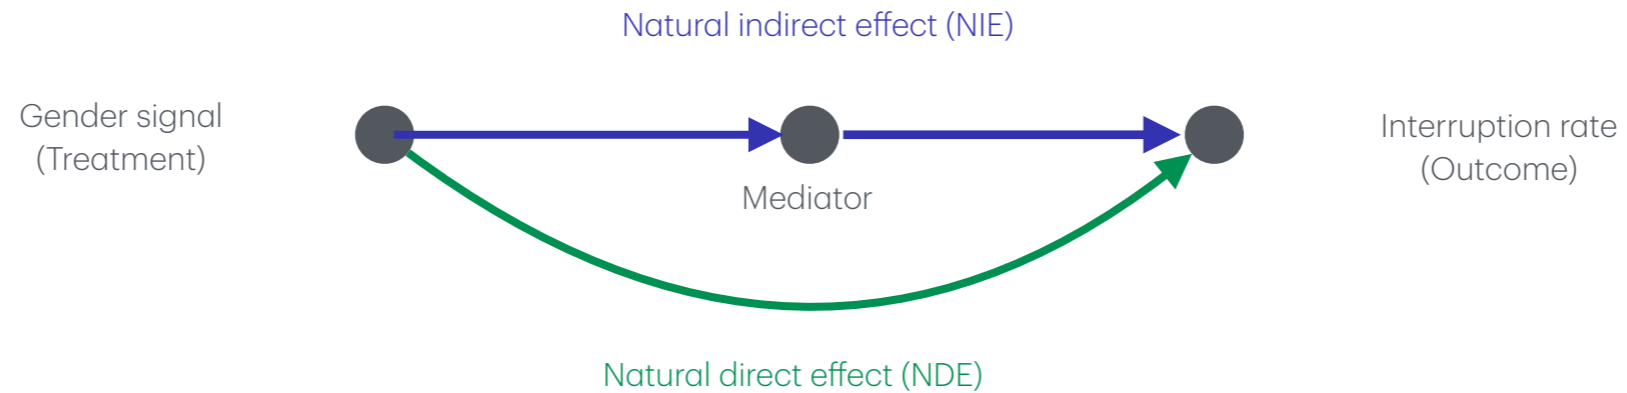 Natural indirect effect (NIE)
Gender signal
(Treatment)
Mediator
Interruption rate
(Outcome)
Natural direct effect (NDE)